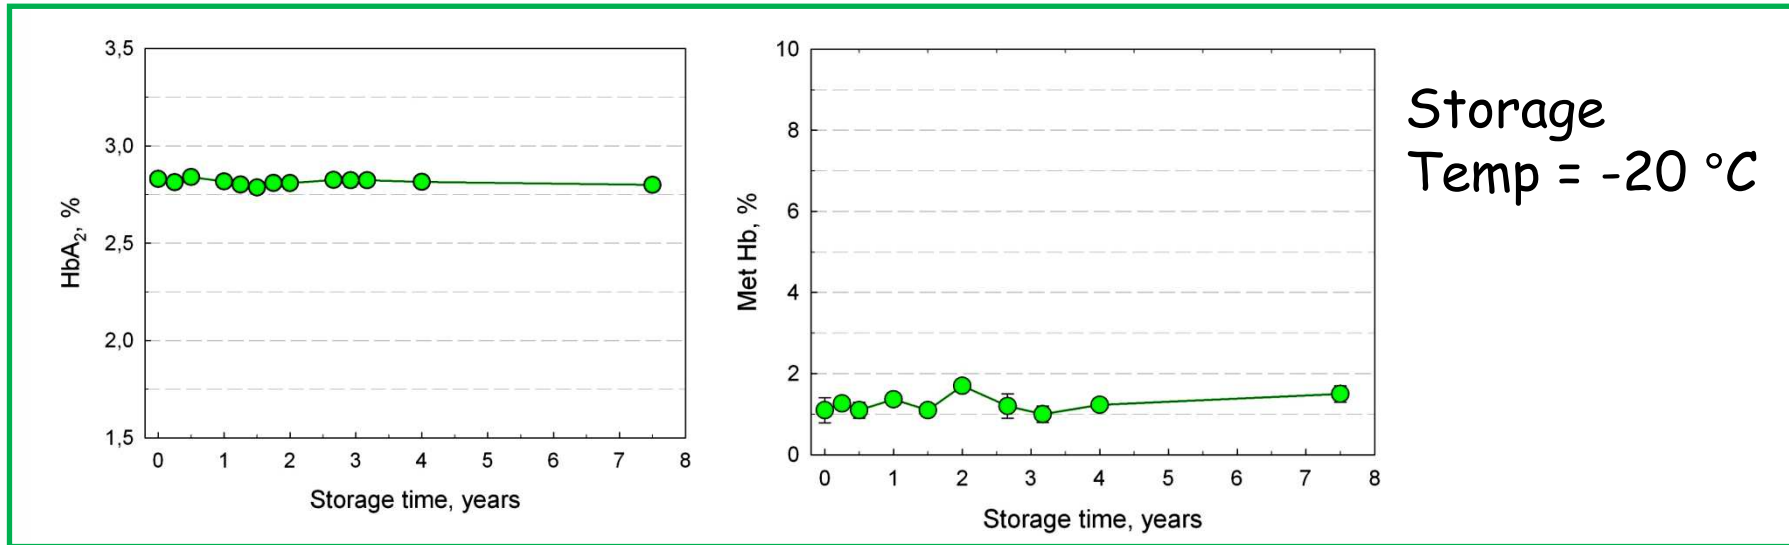 3,5
3,0
2,5
2,0
1,5
HbA₂, %
0 1 2 3 4 5 6 7 8
Storage time, years
10
8
6
4
2
0
Met Hb, %
0 1 2 3 4 5 6 7 8
Storage time, years
Storage
Temp = -20 °C